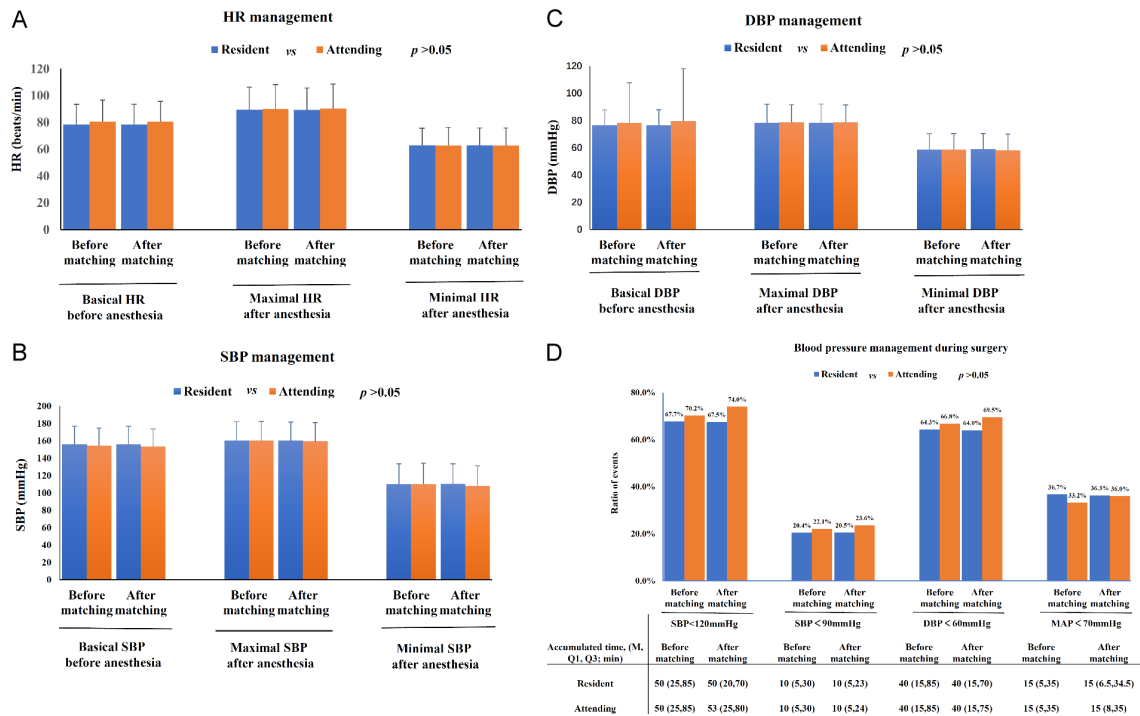 A
HR management
Resident vs Attending p >0.05
HR (beats/min)
120
100
80
60
40
20
0
Before matching After matching Before matching After matching Before matching After matching
Basical HR before anesthesia
Maximal HR after anesthesia
Minimal HR after anesthesia
B
SBP management
Resident vs Attending p >0.05
SBP (mmHg)
200
180
160
140
120
100
80
60
40
20
0
Before matching After matching Before matching After matching Before matching After matching
Basical SBP before anesthesia
Maximal SBP after anesthesia
Minimal SBP after anesthesia
C
DBP management
Resident vs Attending p >0.05
DBP (mmHg)
120
100
80
60
40
20
0
Before matching After matching Before matching After matching Before matching After matching
Basical DBP before anesthesia
Maximal DBP after anesthesia
Minimal DBP after anesthesia
D
Blood pressure management during surgery
Resident vs Attending p >0.05
Ratio of events
80.0%
60.0%
40.0%
20.0%
0.0%
67.7% 70.2% 67.5% 74.0%
20.4% 22.1% 20.5% 23.6%
64.3% 66.8% 64.0% 69.5%
36.7% 33.2% 36.3% 36.0%
Before matching After matching Before matching After matching Before matching After matching Before matching After matching
SBP<120mmHg SBP<90mmHg DBP<60mmHg MAP<70mmHg
Accumulated time, (M, Q1, Q3; min) Before matching After matching Before matching After matching Before matching After matching Before matching After matching
Resident 50 (25,85) 50 (20,70) 10 (5,30) 10 (5,23) 40 (15,85) 40 (15,70) 15 (5,35) 15 (6.5,34.5)
Attending 50 (25,85) 53 (25,80) 10 (5,30) 10 (5,24) 40 (15,85) 40 (15,75) 15 (5,35) 15 (8,35)